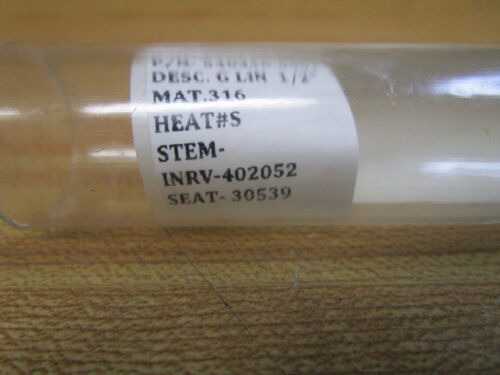 P/N:
DESC. G LIN 1/2"
MAT.316
HEAT#S
STEM-
INRV-402052
SEAT- 30539